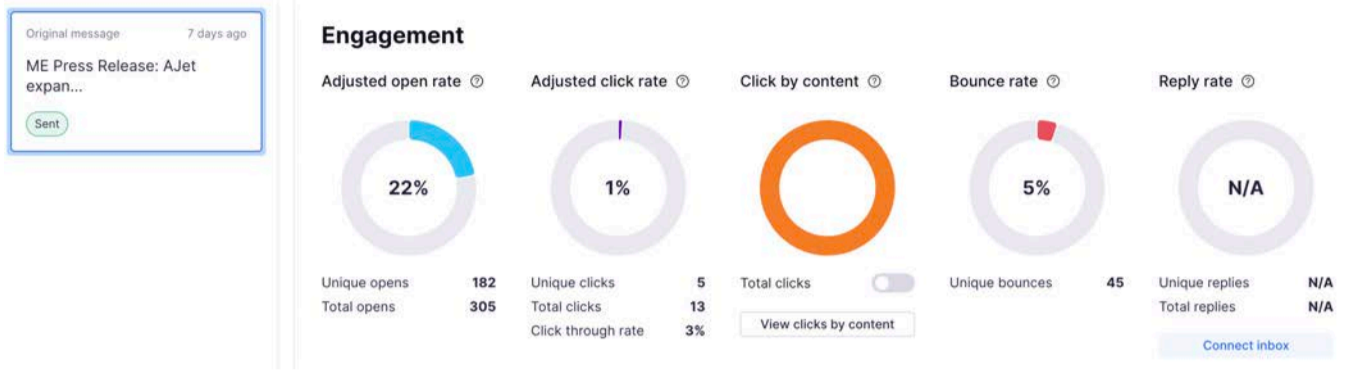 Original message 7 days ago
ME Press Release: AJet
expan...
Sent
Engagement
Adjusted open rate ?
22%
Unique opens 182
Total opens 305
Adjusted click rate ?
1%
Unique clicks 5
Total clicks 13
Click through rate 3%
Click by content ?
Total clicks
View clicks by content
Bounce rate ?
5%
Unique bounces 45
Reply rate ?
N/A
Unique replies N/A
Total replies N/A
Connect inbox